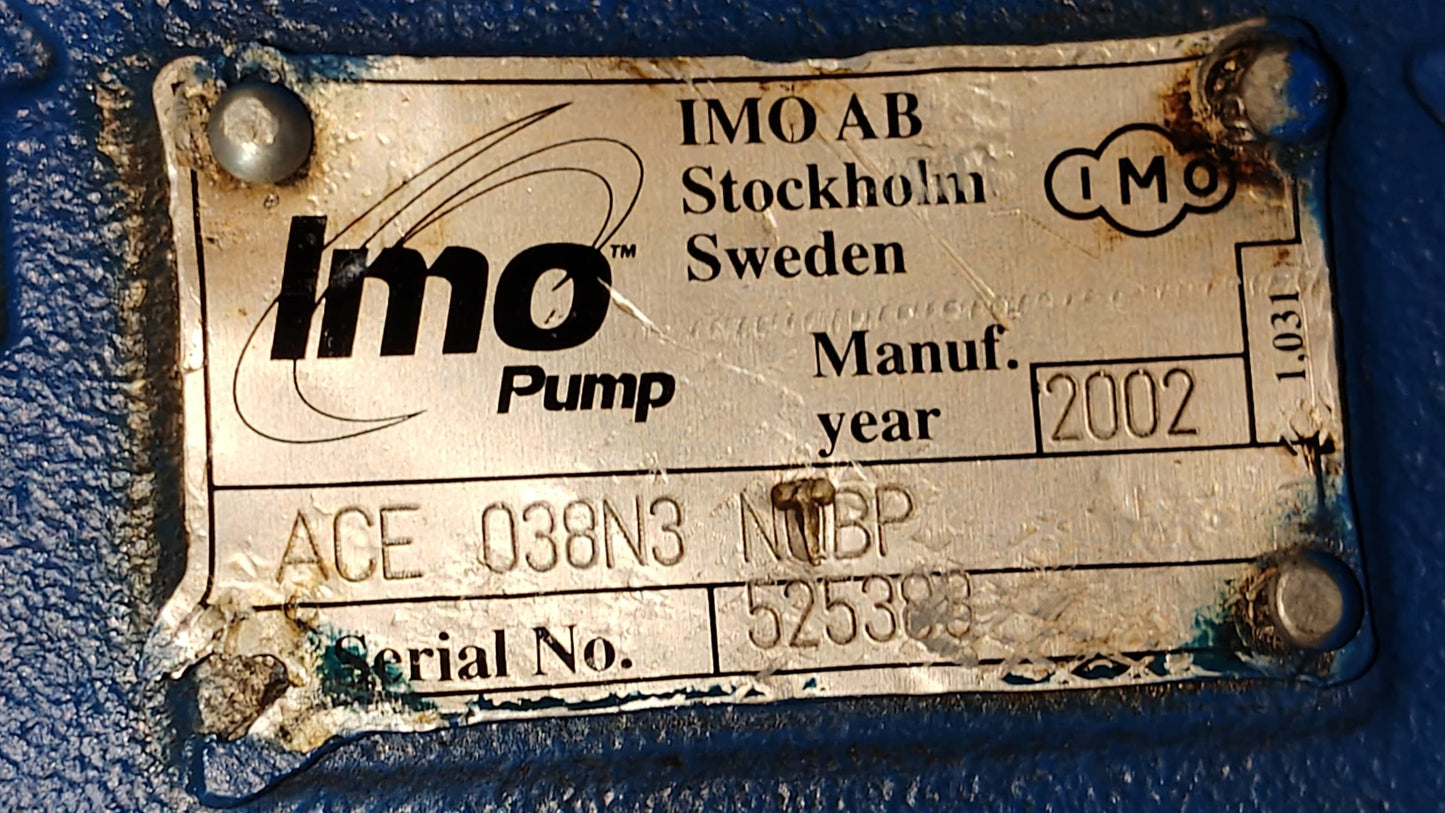 IMO AB
Stockholm
Sweden
IMO
Imo™
Pump
Manuf.
year
2002
1,031
ACE 038N3
Serial No.